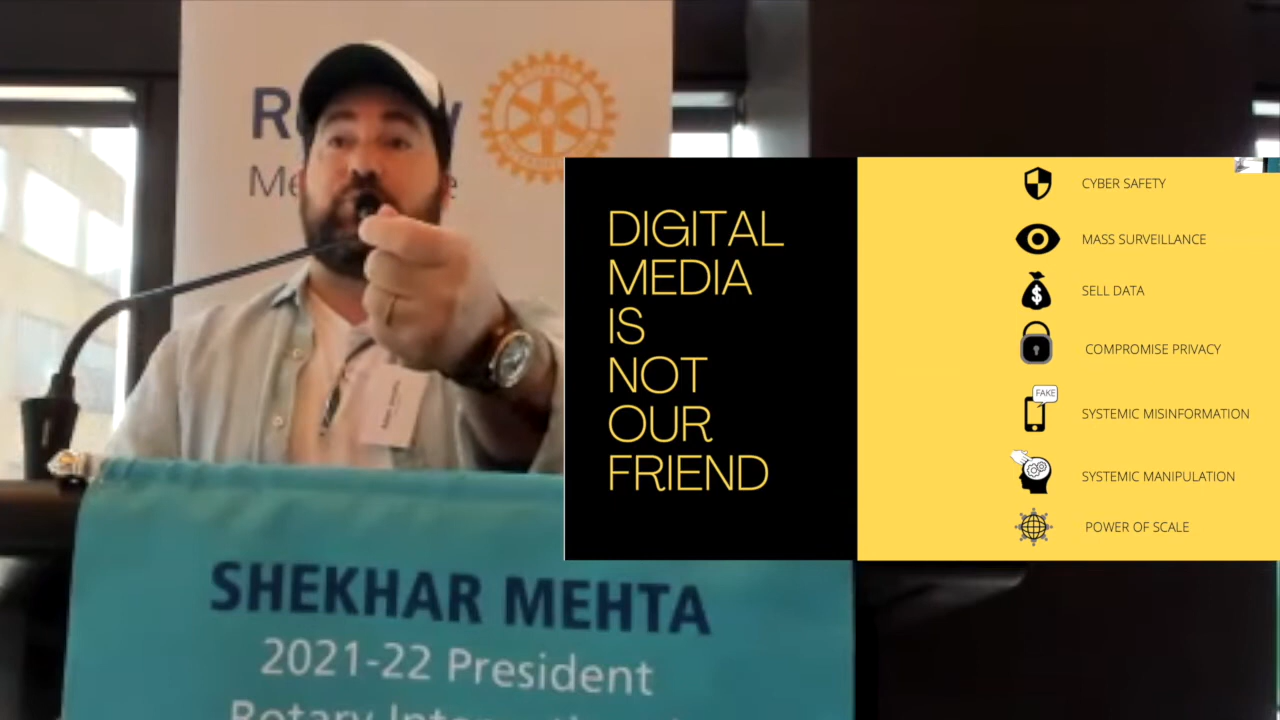 DIGITAL
MEDIA
IS
NOT
OUR
FRIEND
CYBER SAFETY
MASS SURVEILLANCE
SELL DATA
COMPROMISE PRIVACY
FAKE
SYSTEMIC MISINFORMATION
SYSTEMIC MANIPULATION
POWER OF SCALE
SHEKHAR MEHTA
2021-22 President
Rotary